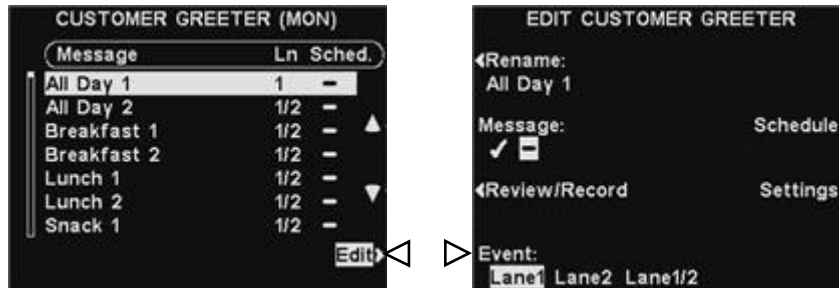 CUSTOMER GREETER (MON)
Message Ln Sched.
All Day 1 1 –
All Day 2 1/2 –
Breakfast 1 1/2 –
Breakfast 2 1/2 –
Lunch 1 1/2 –
Lunch 2 1/2 –
Snack 1 1/2 –
Edit
EDIT CUSTOMER GREETER
Rename:
All Day 1
Message: Schedule
✓ –
Review/Record Settings
Event:
Lane1 Lane2 Lane1/2